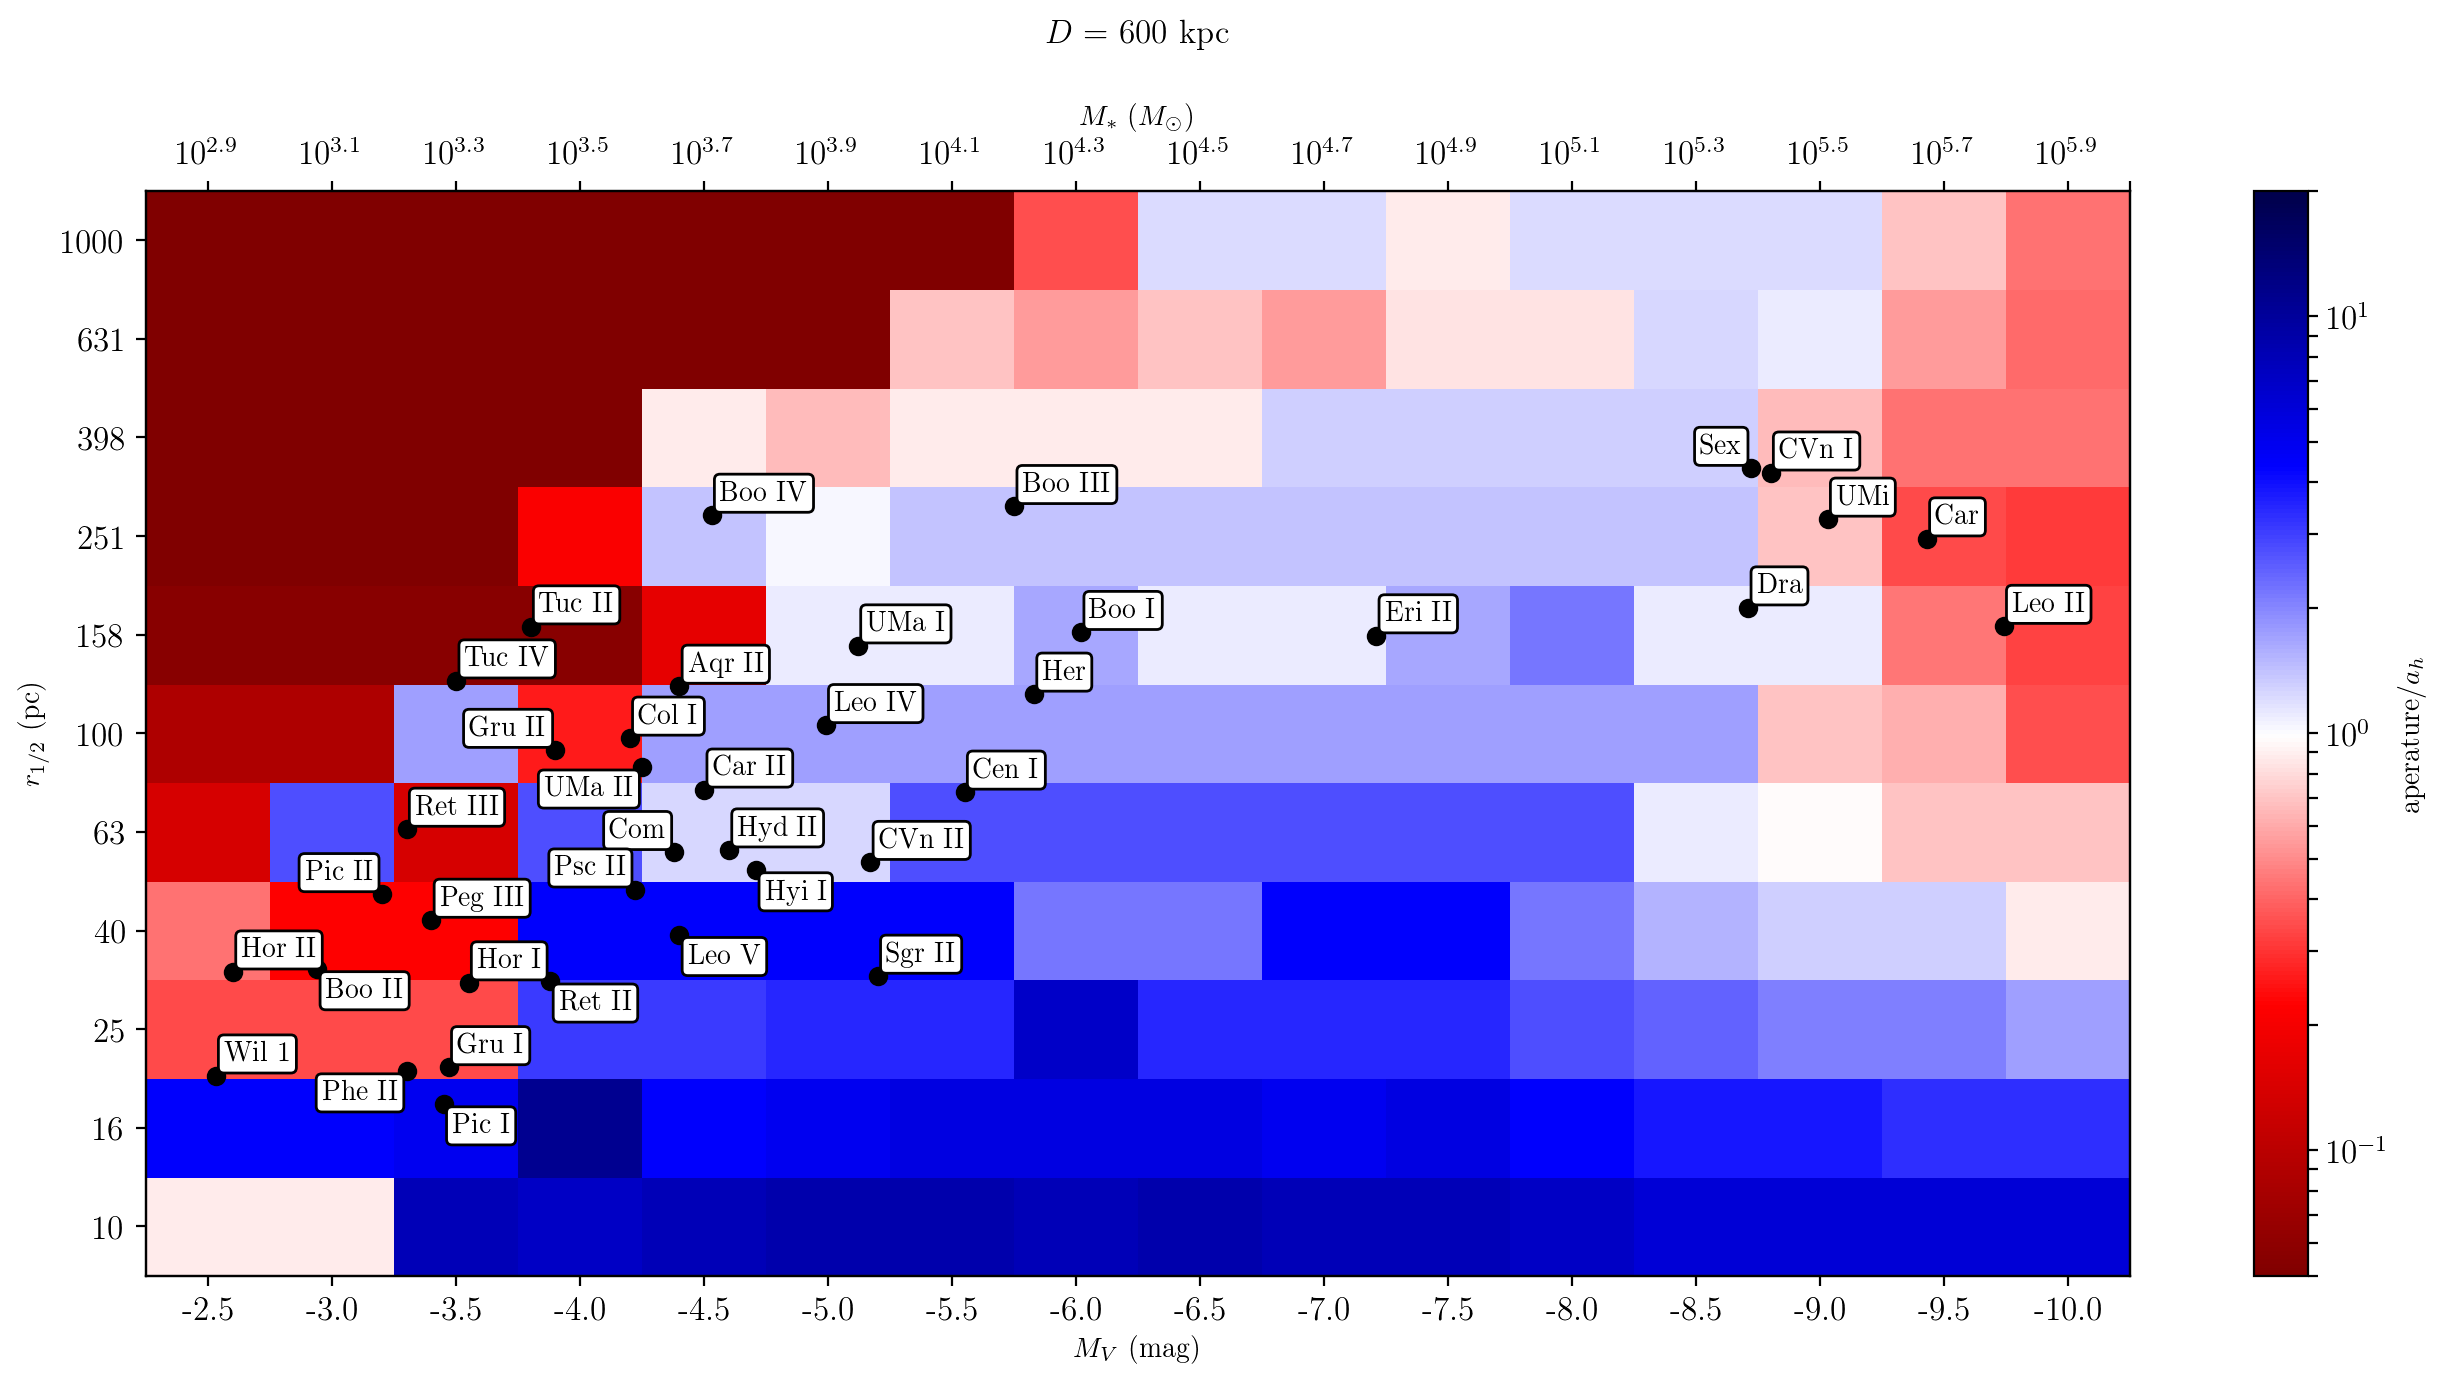 D = 600 kpc
M* (M⊙)
10^2.9 10^3.1 10^3.3 10^3.5 10^3.7 10^3.9 10^4.1 10^4.3 10^4.5 10^4.8 10^4.9 10^5.1 10^5.3 10^5.5 10^5.7 10^5.9
1000
631
398
251
158
100
63
40
25
16
10
r1/2 (pc)
Sex
CVn I
Boo IV
Boo III
UMi
Car
Dra
Tuc II
Leo II
UMa I
Boo I
Eri II
Tuc IV
Aqr II
Her
Gru II
Col I
Leo IV
UMa II
Car II
Cen I
Ret III
Com
Hyd II
CVn II
Pic II
Psc II
Peg III
Hyi I
Hor II
Hor I
Leo V
Sgr II
Boo II
Ret II
Wil 1
Gru I
Phe II
Pic I
-2.5 -3.0 -3.5 -4.0 -4.5 -5.0 -5.5 -6.0 -6.5 -7.0 -7.5 -8.0 -8.5 -9.0 -9.5 -10.0
MV (mag)
10^1
10^0
10^-1
aperature/ah